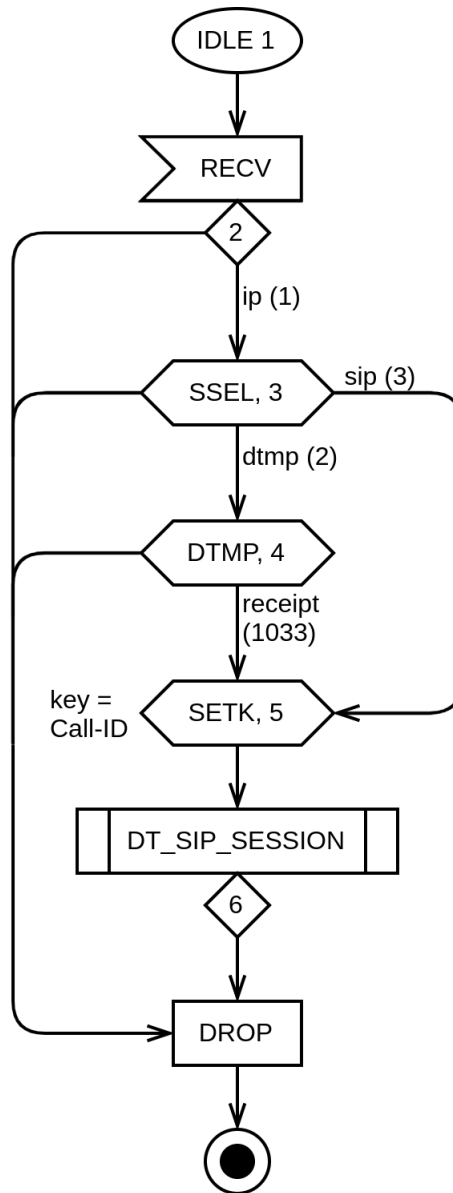 IDLE 1
RECV
2
ip (1)
SSEL, 3
sip (3)
dtmp (2)
DTMP, 4
receipt
(1033)
key =
Call-ID
SETK, 5
DT_SIP_SESSION
6
DROP